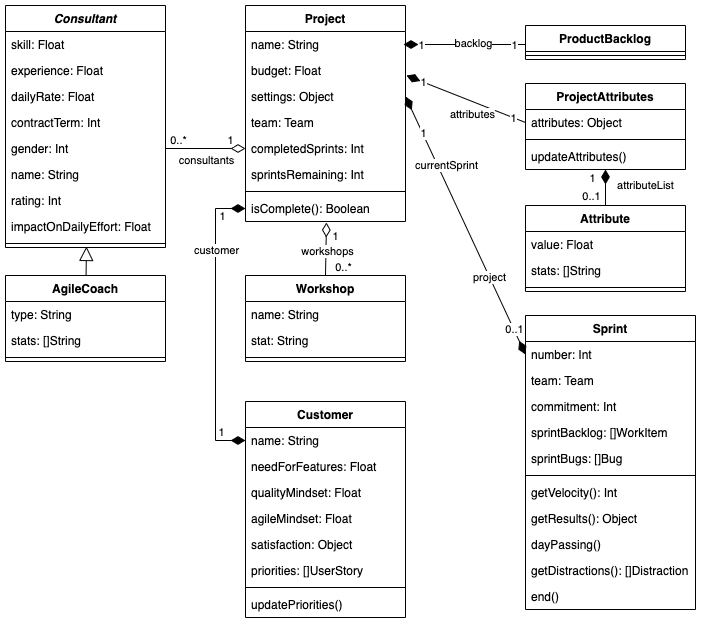 Consultant
skill: Float
experience: Float
dailyRate: Float
contractTerm: Int
gender: Int
name: String
rating: Int
impactOnDailyEffort: Float
0..*
1
consultants
AgileCoach
type: String
stats: []String
Project
name: String
budget: Float
settings: Object
team: Team
completedSprints: Int
sprintsRemaining: Int
isComplete(): Boolean
1
backlog
1
ProductBacklog
1
attributes
1
ProjectAttributes
attributes: Object
updateAttributes()
1
attributeList
0..1
Attribute
value: Float
stats: []String
1
currentSprint
project
0..1
Sprint
number: Int
team: Team
commitment: Int
sprintBacklog: []WorkItem
sprintBugs: []Bug
getVelocity(): Int
getResults(): Object
dayPassing()
getDistractions(): []Distraction
end()
1
workshops
0..*
Workshop
name: String
stat: String
1
customer
1
Customer
name: String
needForFeatures: Float
qualityMindset: Float
agileMindset: Float
satisfaction: Object
priorities: []UserStory
updatePriorities()